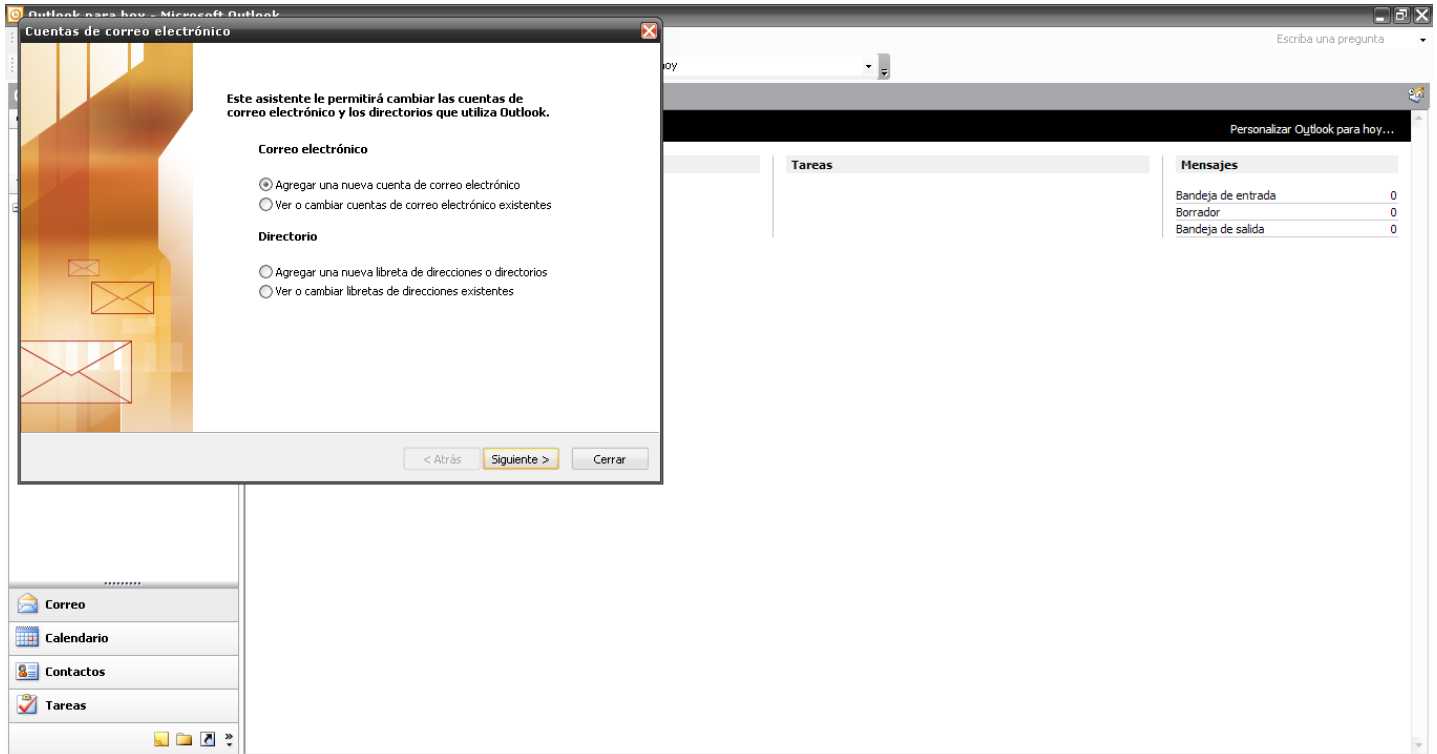 Outlook para hoy - Microsoft Outlook
Cuentas de correo electrónico
Escriba una pregunta
hoy
Personalizar Outlook para hoy...
Este asistente le permitirá cambiar las cuentas de
correo electrónico y los directorios que utiliza Outlook.
Correo electrónico
Agregar una nueva cuenta de correo electrónico
Ver o cambiar cuentas de correo electrónico existentes
Directorio
Agregar una nueva libreta de direcciones o directorios
Ver o cambiar libretas de direcciones existentes
< Atrás Siguiente > Cerrar
Tareas
Mensajes
Bandeja de entrada 0
Borrador 0
Bandeja de salida 0
Correo
Calendario
Contactos
Tareas